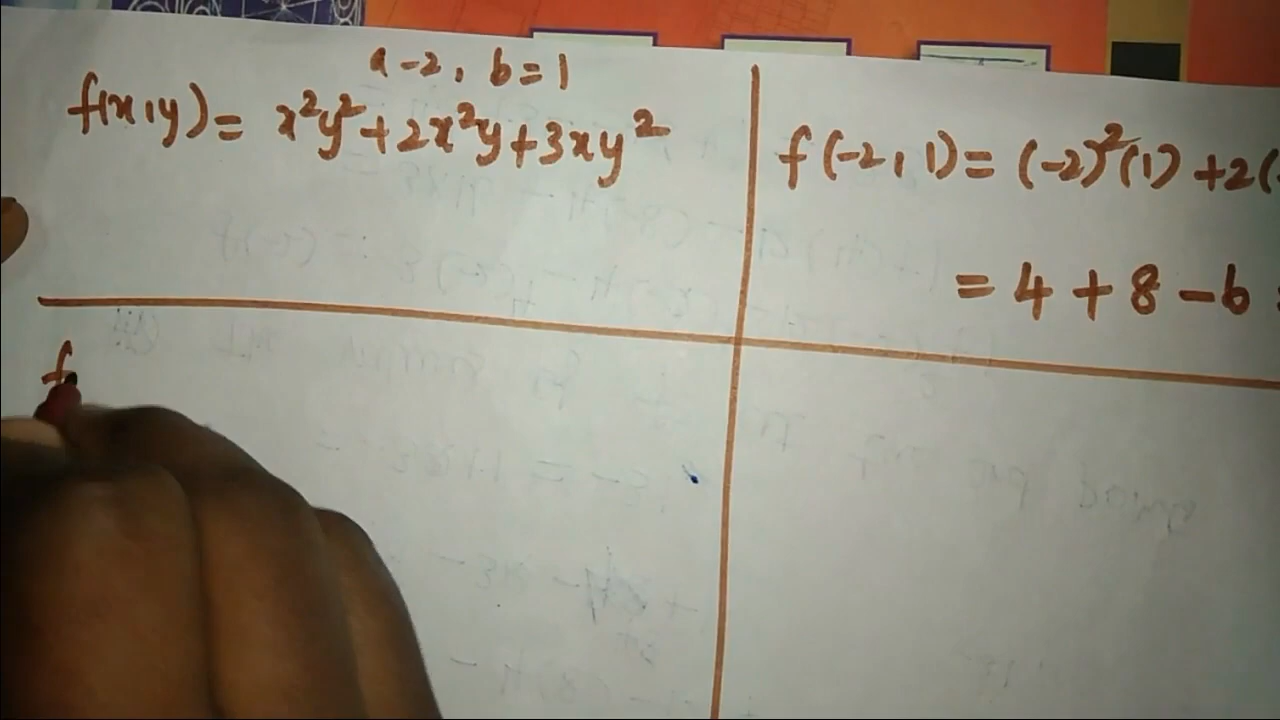 a -2, b = 1
f(x,y) = x²y² + 2x²y + 3xy²
f(-2, 1) = (-2)²(1) + 2(
= 4 + 8 - 6
f